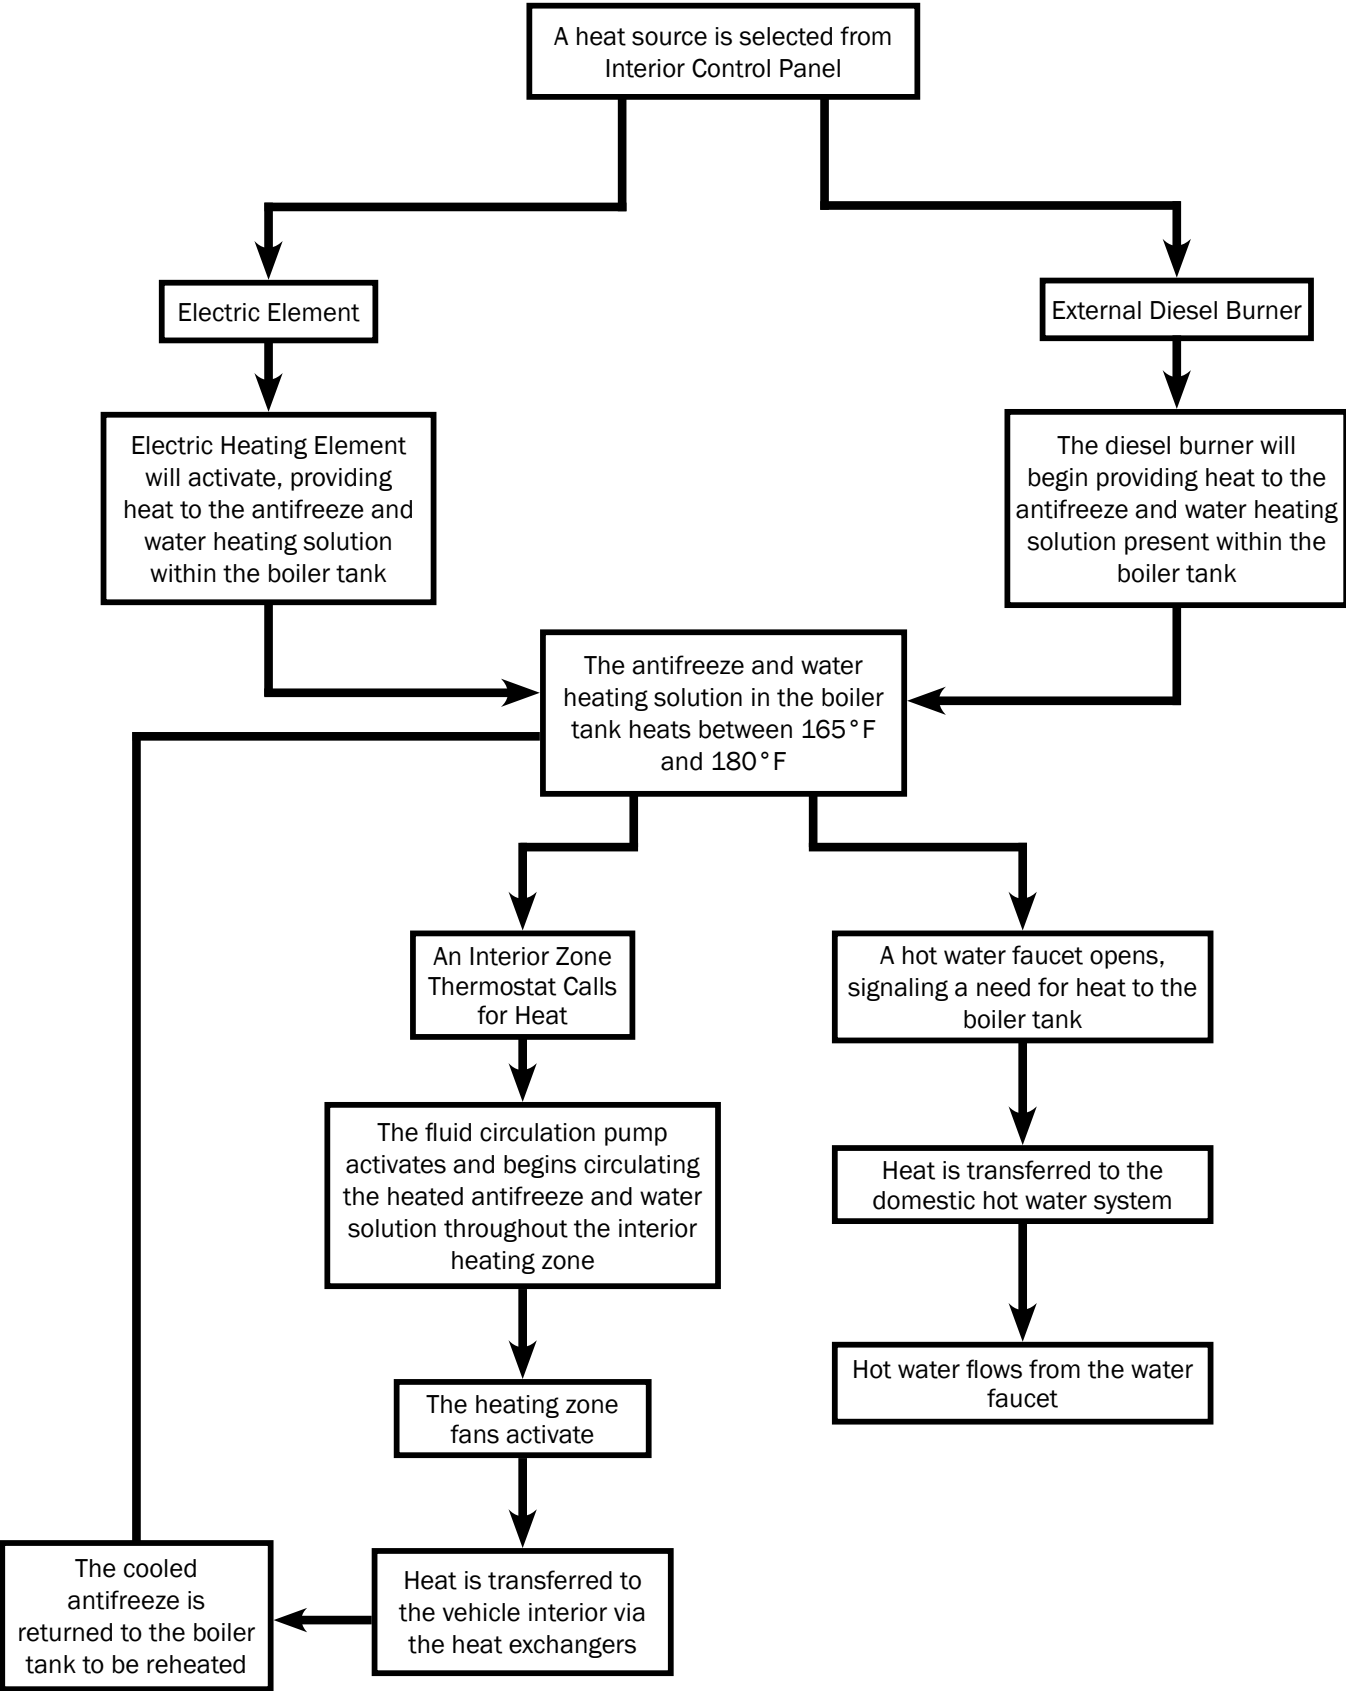 A heat source is selected from
Interior Control Panel
Electric Element
External Diesel Burner
Electric Heating Element
will activate, providing
heat to the antifreeze and
water heating solution
within the boiler tank
The diesel burner will
begin providing heat to the
antifreeze and water heating
solution present within the
boiler tank
The antifreeze and water
heating solution in the boiler
tank heats between 165°F
and 180°F
An Interior Zone
Thermostat Calls
for Heat
A hot water faucet opens,
signaling a need for heat to the
boiler tank
The fluid circulation pump
activates and begins circulating
the heated antifreeze and water
solution throughout the interior
heating zone
Heat is transferred to the
domestic hot water system
The heating zone
fans activate
Hot water flows from the water
faucet
Heat is transferred to
the vehicle interior via
the heat exchangers
The cooled
antifreeze is
returned to the boiler
tank to be reheated